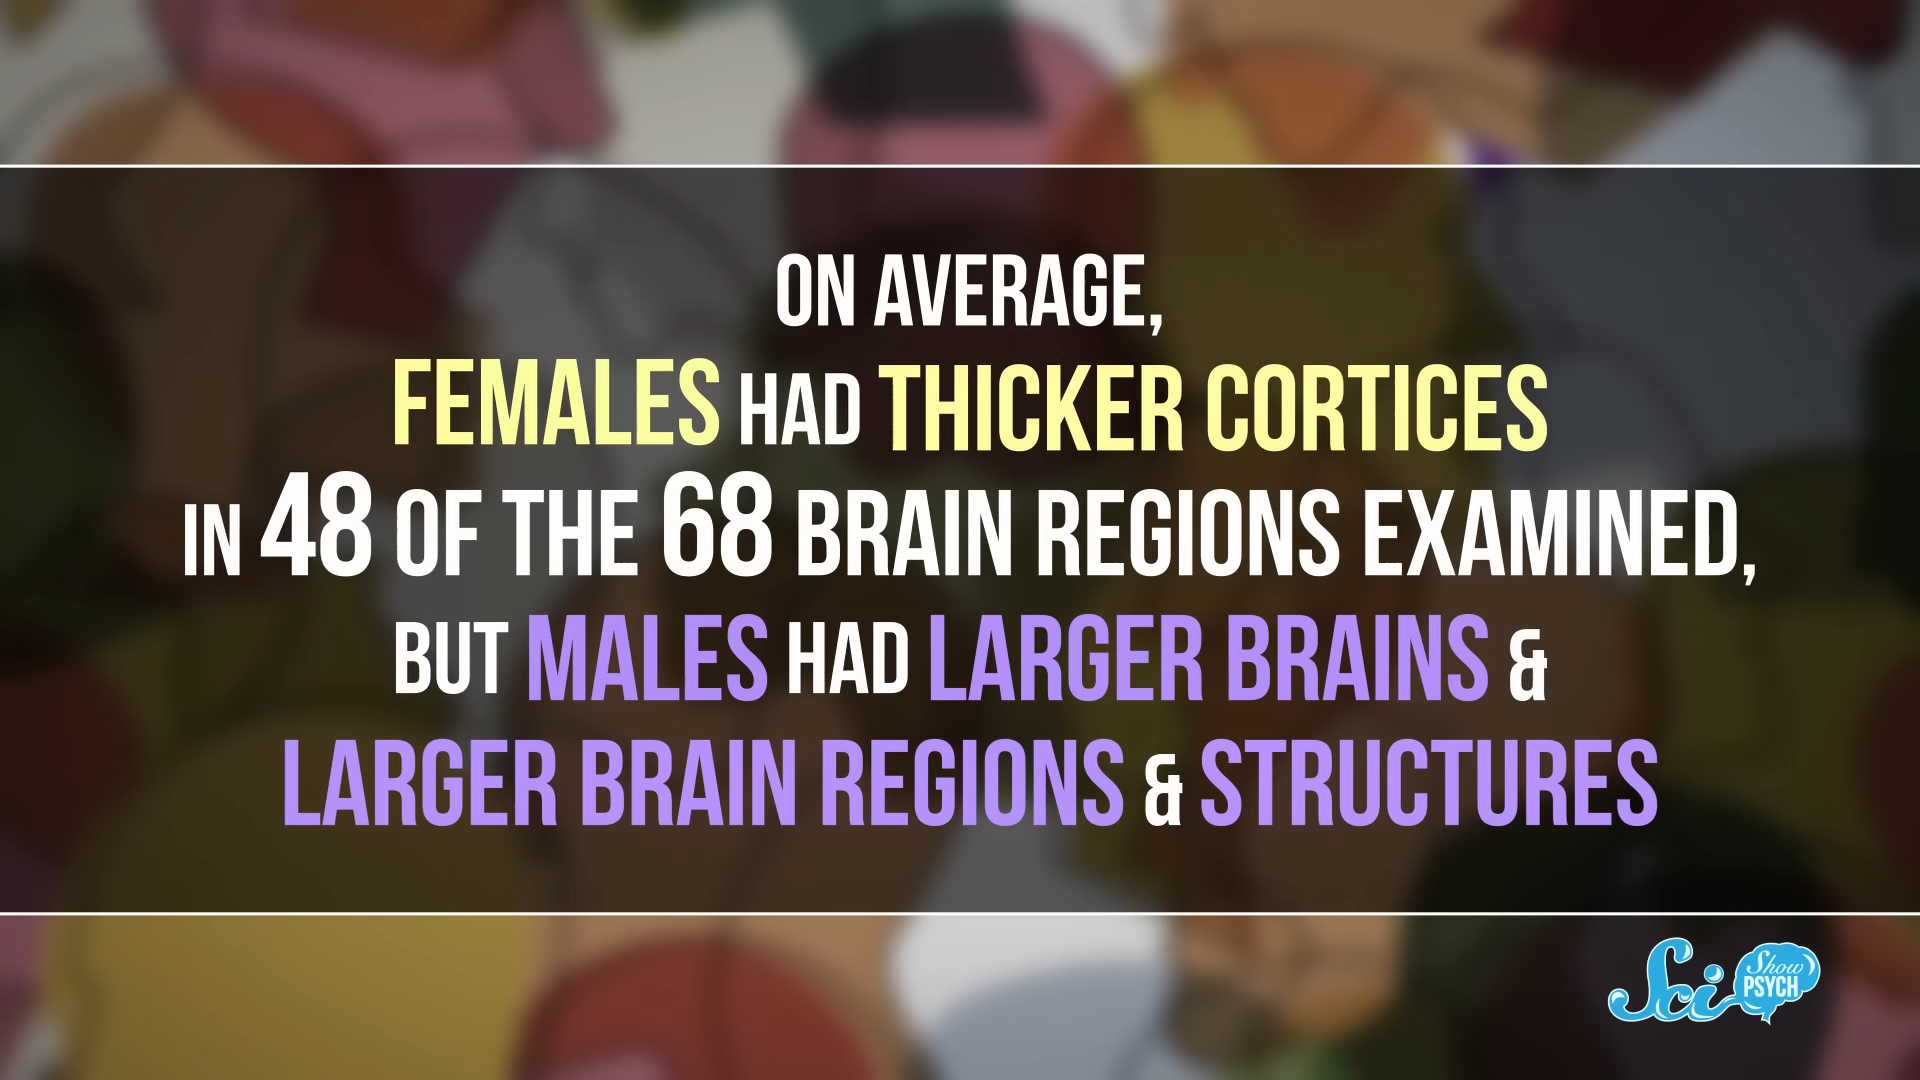 ON AVERAGE,
FEMALES HAD THICKER CORTICES
IN 48 OF THE 68 BRAIN REGIONS EXAMINED,
BUT MALES HAD LARGER BRAINS &
LARGER BRAIN REGIONS & STRUCTURES
Sci Show
PSYCH